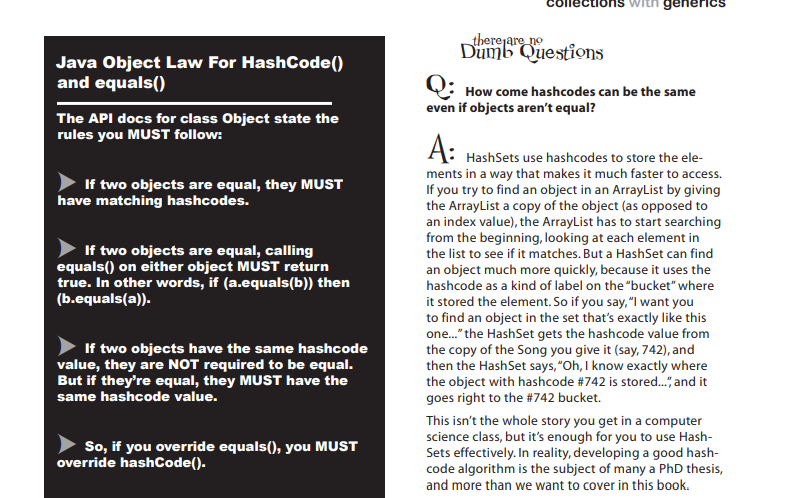 collections with generics
Java Object Law For HashCode()
and equals()
The API docs for class Object state the
rules you MUST follow:
If two objects are equal, they MUST
have matching hashcodes.
If two objects are equal, calling
equals() on either object MUST return
true. In other words, if (a.equals(b)) then
(b.equals(a)).
If two objects have the same hashcode
value, they are NOT required to be equal.
But if they’re equal, they MUST have the
same hashcode value.
So, if you override equals(), you MUST
override hashCode().
there are no
Dumb Questions
Q: How come hashcodes can be the same
even if objects aren’t equal?
A: HashSets use hashcodes to store the ele-
ments in a way that makes it much faster to access.
If you try to find an object in an ArrayList by giving
the ArrayList a copy of the object (as opposed to
an index value), the ArrayList has to start searching
from the beginning, looking at each element in
the list to see if it matches. But a HashSet can find
an object much more quickly, because it uses the
hashcode as a kind of label on the “bucket” where
it stored the element. So if you say, “I want you
to find an object in the set that’s exactly like this
one...” the HashSet gets the hashcode value from
the copy of the Song you give it (say, 742), and
then the HashSet says, “Oh, I know exactly where
the object with hashcode #742 is stored...”, and it
goes right to the #742 bucket.
This isn’t the whole story you get in a computer
science class, but it’s enough for you to use Hash-
Sets effectively. In reality, developing a good hash-
code algorithm is the subject of many a PhD thesis,
and more than we want to cover in this book.